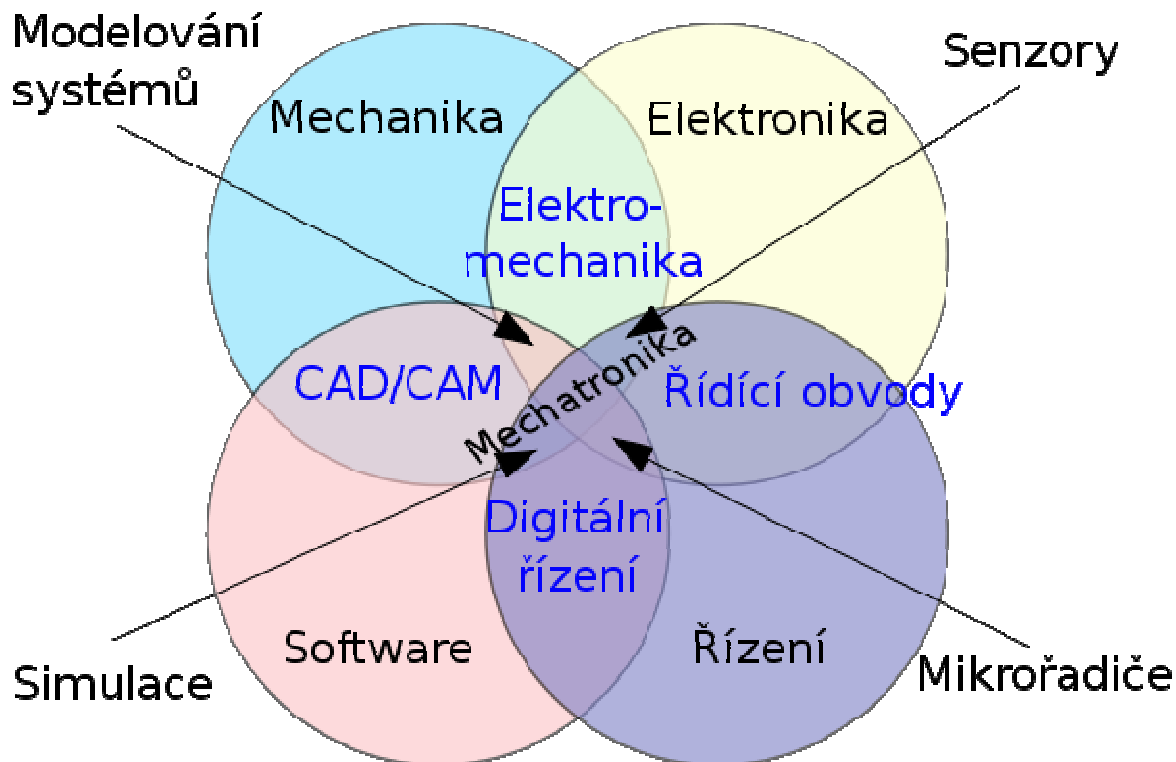 Modelování
systémů
Senzory
Mechanika
Elektronika
Elektro-
mechanika
Mechatronika
CAD/CAM
Řídící obvody
Digitální
řízení
Software
Řízení
Simulace
Mikrořadiče